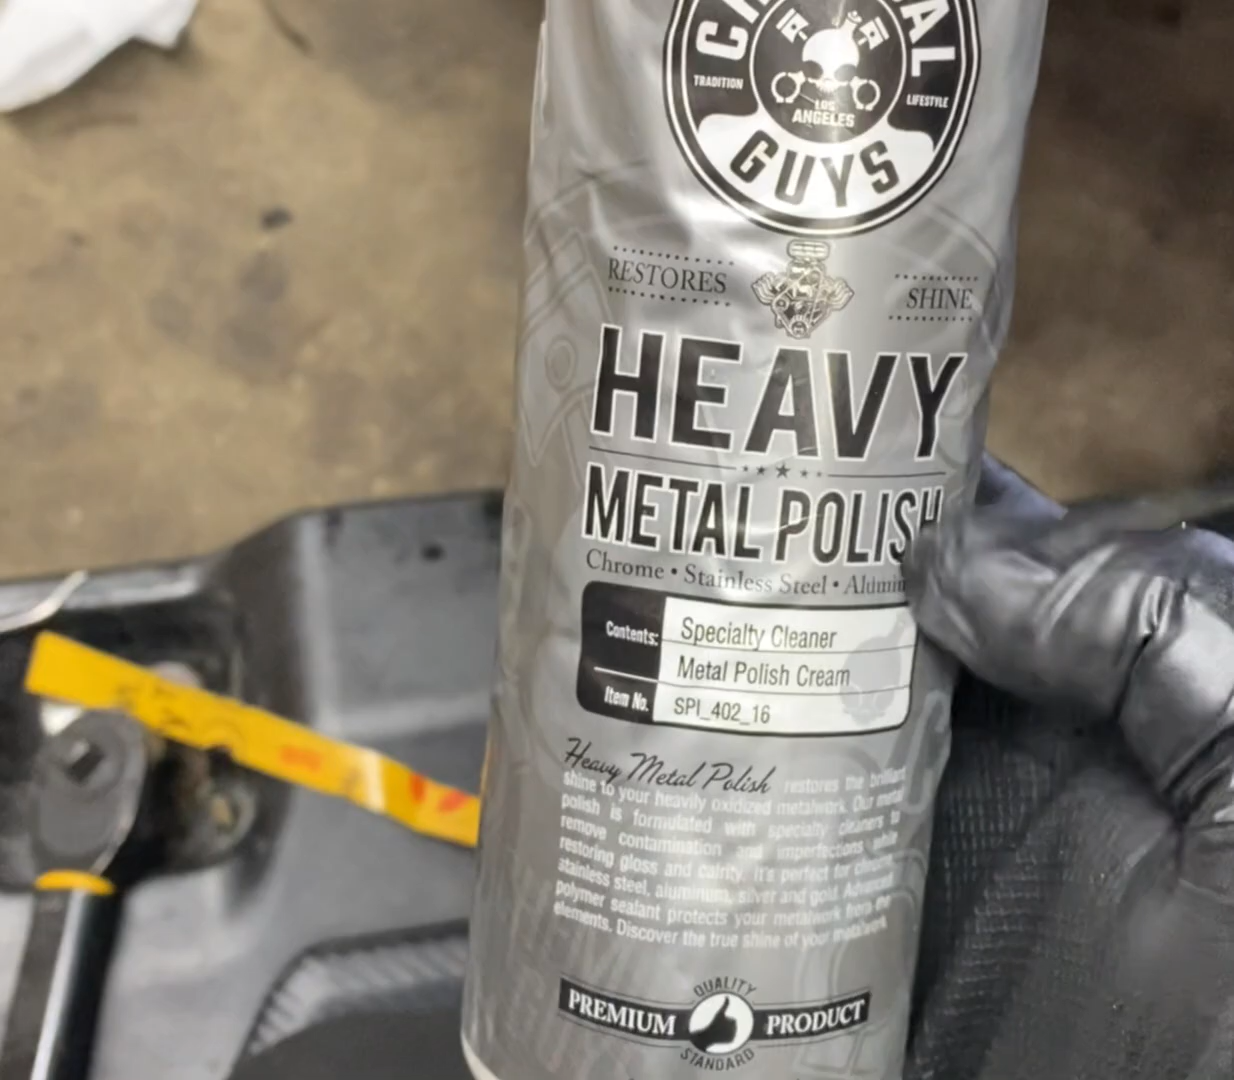 CAL
TRADITION
LIFESTYLE
LOS
ANGELES
GUYS
RESTORES
SHINE
HEAVY
METAL POLISH
Chrome • Stainless Steel • Alumin
Contents: Specialty Cleaner
Metal Polish Cream
Item No. SPI_402_16
Heavy Metal Polish restores the brilliant
shine to your heavily oxidized metalwork. Our metal
polish is formulated with specialty cleaners to
remove contamination and imperfections while
restoring gloss and calrity. It's perfect for chrome,
stainless steel, aluminum, silver and gold. Advanced
polymer sealant protects your metalwork from the
elements. Discover the true shine of your metalwork.
QUALITY
PREMIUM PRODUCT
STANDARD